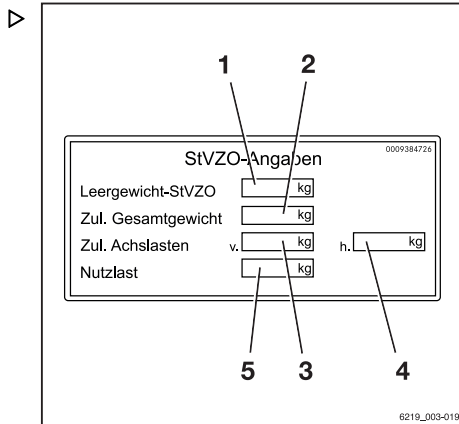 1 2
0009384726
StVZO-Angaben
Leergewicht-StVZO kg
Zul. Gesamtgewicht kg
Zul. Achslasten v. kg h. kg
Nutzlast kg
5 3 4
6219_003-019